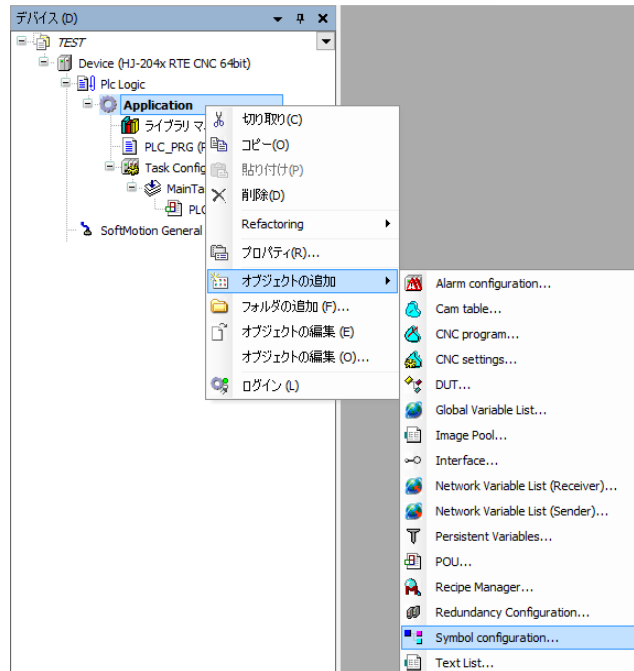 デバイス (D)
TEST
Device (HJ-204x RTE CNC 64bit)
Plc Logic
Application
ライブラリ マ
PLC_PRG (P
Task Config
MainTa
PLC
SoftMotion General
切り取り(C)
コピー(O)
貼り付け(P)
削除(D)
Refactoring
プロパティ(R)...
オブジェクトの追加
フォルダの追加 (F)...
オブジェクトの編集 (E)
オブジェクトの編集 (O)...
ログイン (L)
Alarm configuration...
Cam table...
CNC program...
CNC settings...
DUT...
Global Variable List...
Image Pool...
Interface...
Network Variable List (Receiver)...
Network Variable List (Sender)...
Persistent Variables...
POU...
Recipe Manager...
Redundancy Configuration...
Symbol configuration...
Text List...